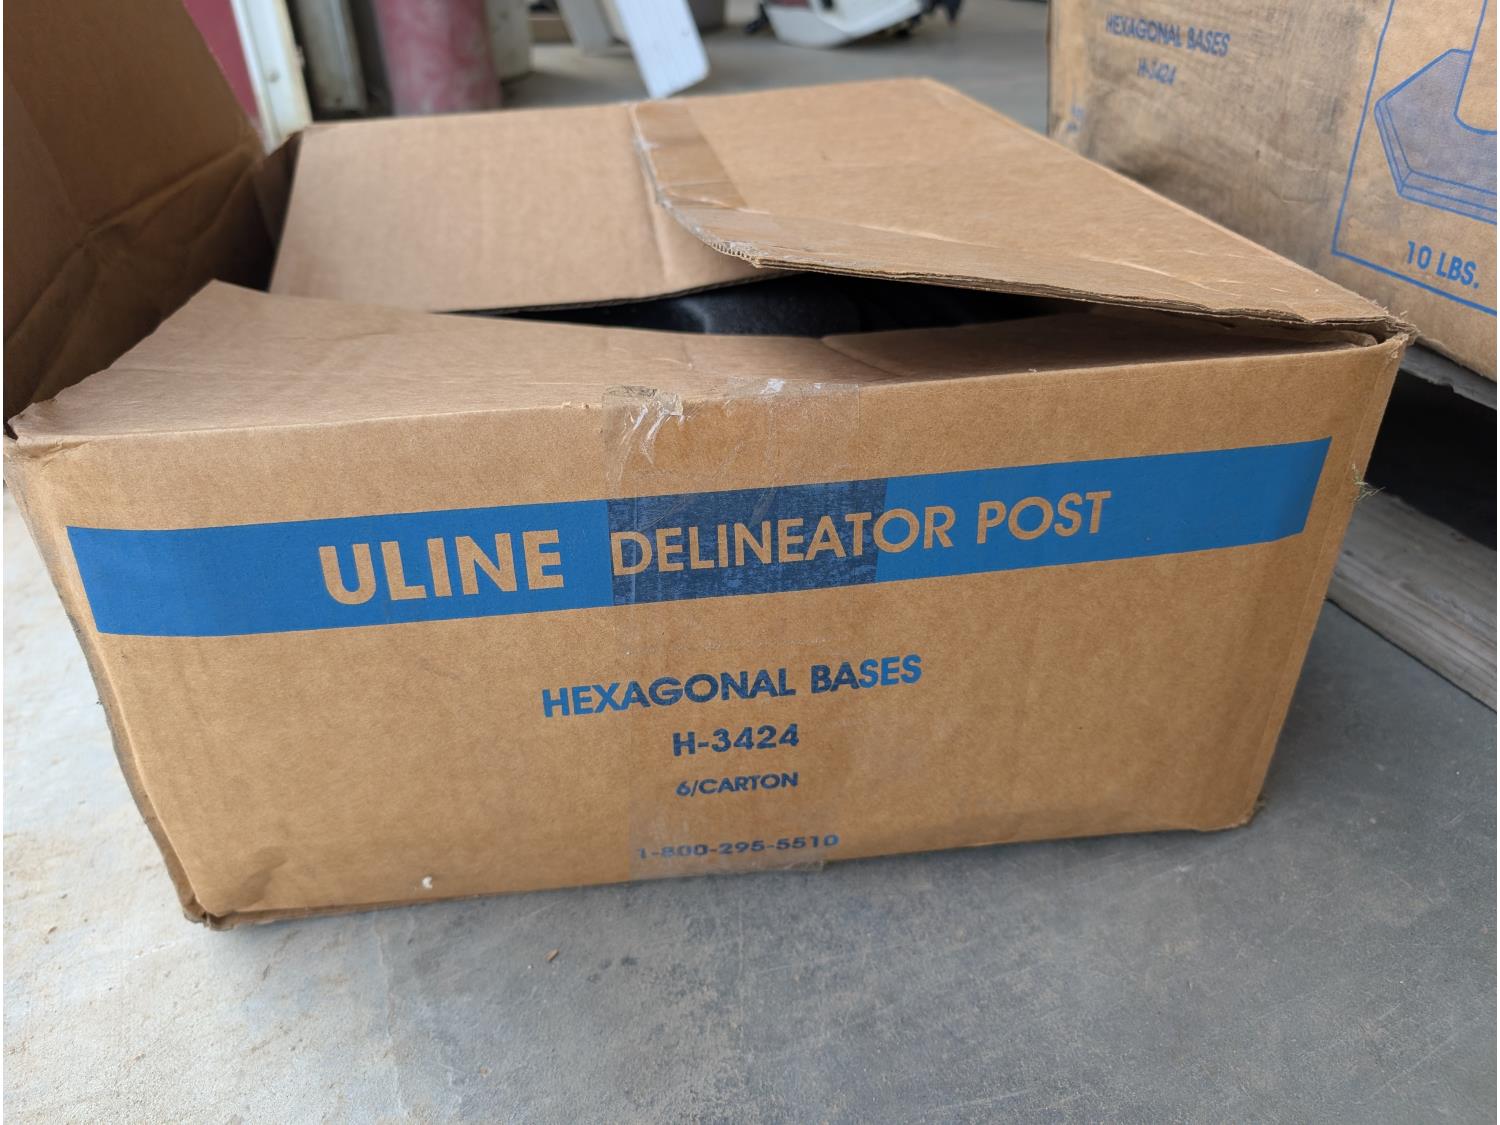 HEXAGONAL BASES
H-3424
10 LBS.
ULINE DELINEATOR POST
HEXAGONAL BASES
H-3424
6/CARTON
1-800-295-5510